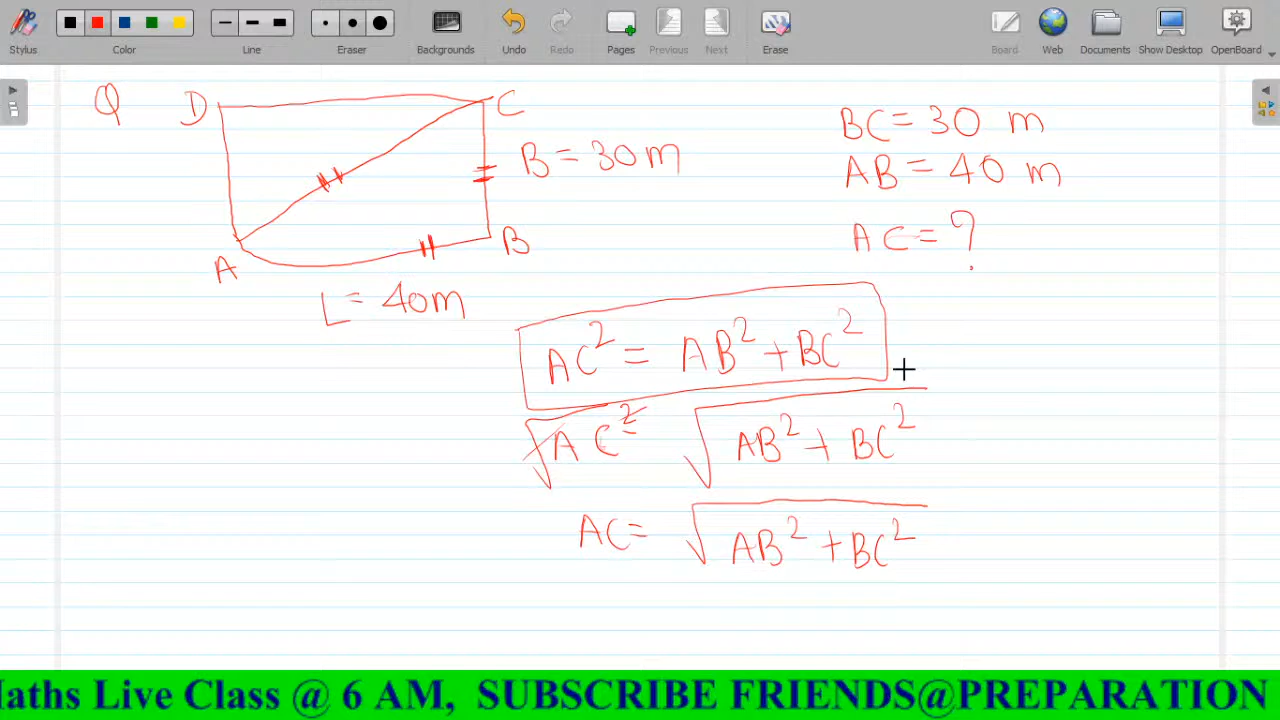 Stylus Color Line Eraser Backgrounds Undo Redo Pages Previous Next Erase Board Web Documents Show Desktop OpenBoard
Q D C
B = 30 m
A B
L = 40m
BC = 30 m
AB = 40 m
AC = ?
AC² = AB² + BC²
√AC² √AB² + BC²
AC = √AB² + BC²
Maths Live Class @ 6 AM, SUBSCRIBE FRIENDS@PREPARATION